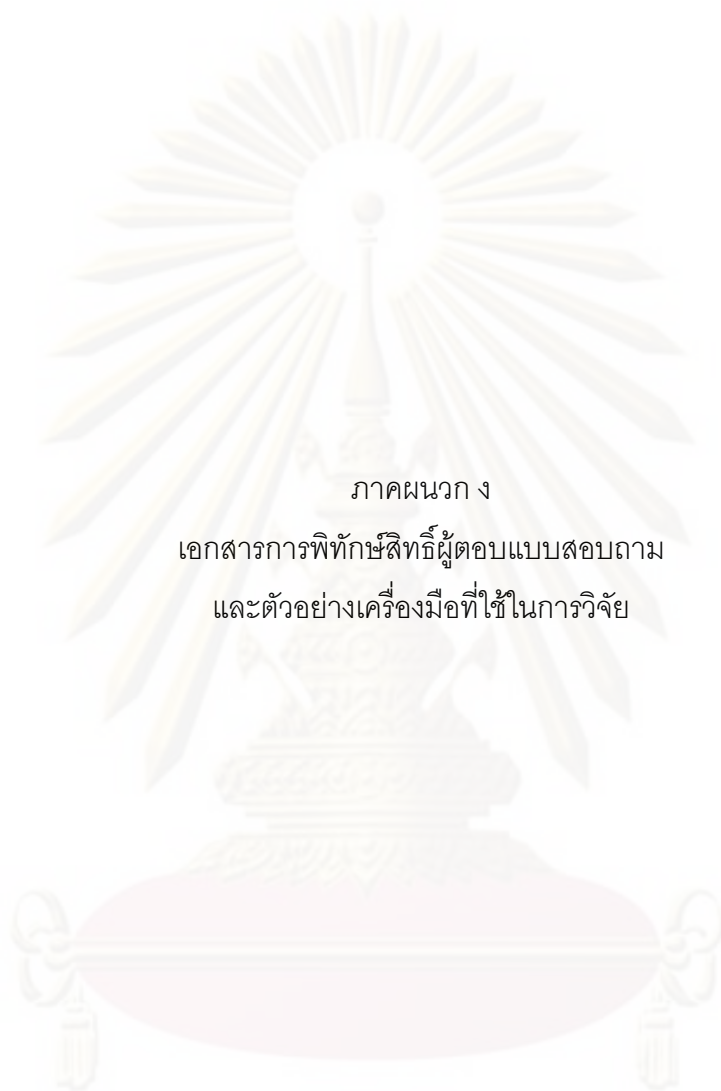 ภาคผนวก ง
เอกสารการพิทักษ์สิทธิ์ผู้ตอบแบบสอบถาม
และตัวอย่างเครื่องมือที่ใช้ในการวิจัย